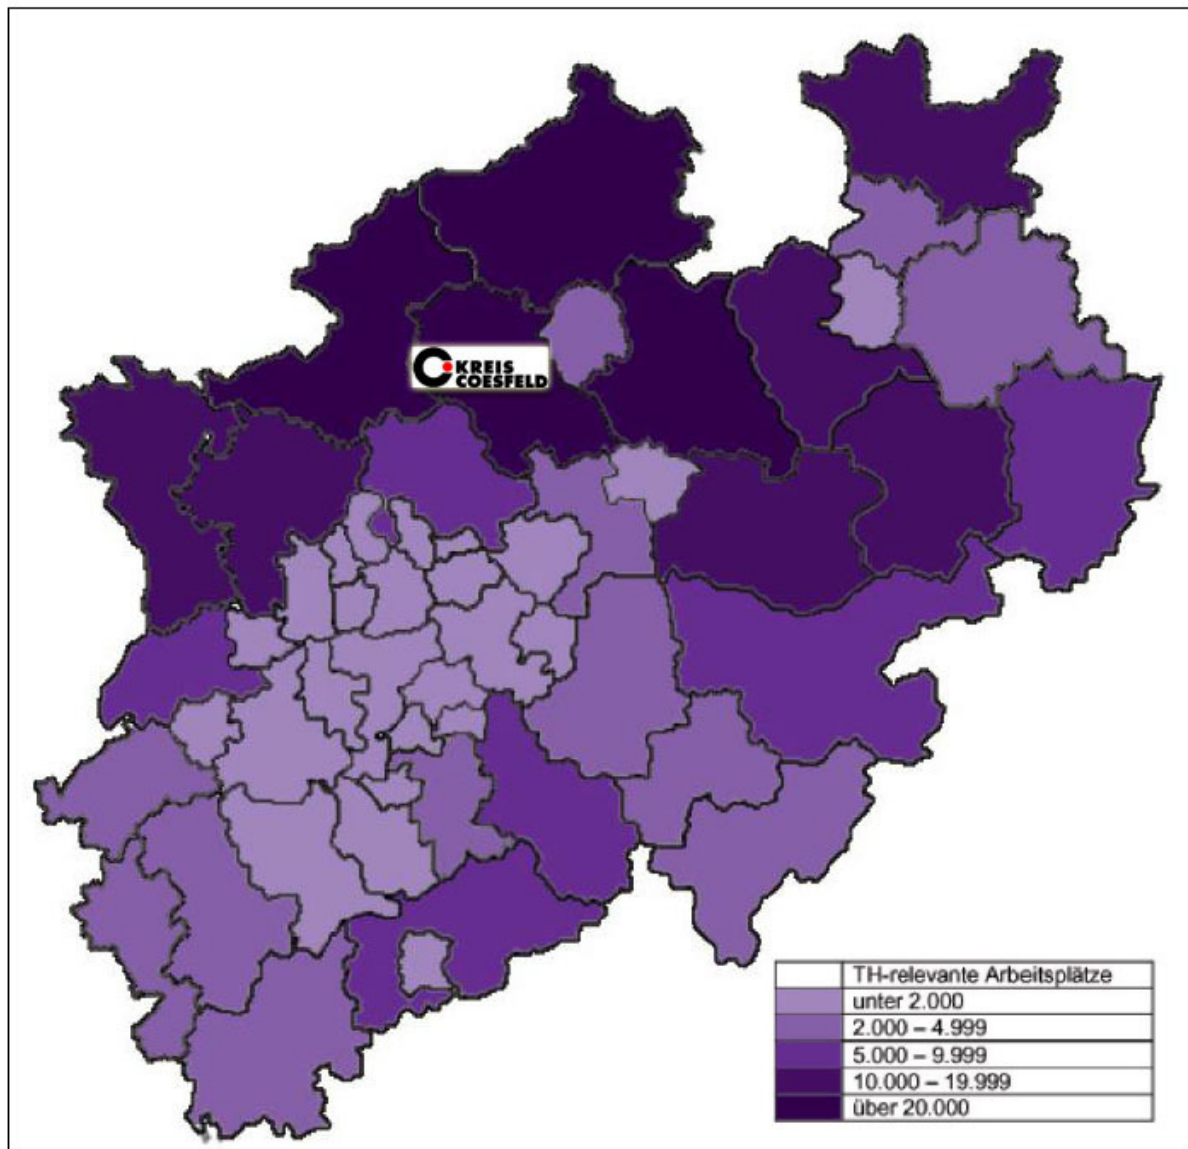 KREIS
COESFELD
TH-relevante Arbeitsplätze
unter 2.000
2.000 – 4.999
5.000 – 9.999
10.000 – 19.999
über 20.000